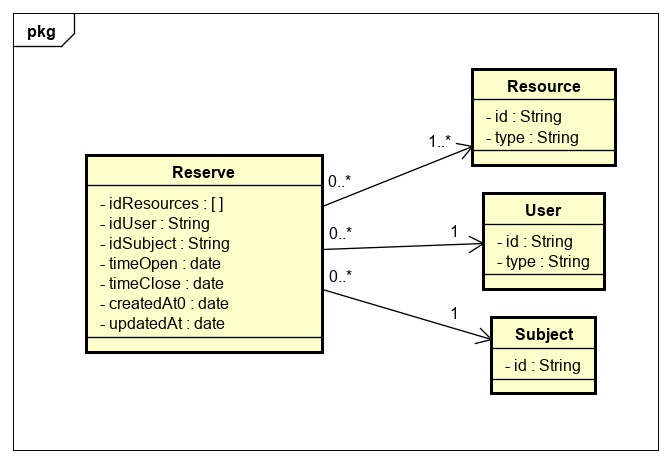 pkg
Reserve
- idResources : [ ]
- idUser : String
- idSubject : String
- timeOpen : date
- timeClose : date
- createdAt0 : date
- updatedAt : date
0..*
1..*
Resource
- id : String
- type : String
0..*
1
User
- id : String
- type : String
0..*
1
Subject
- id : String